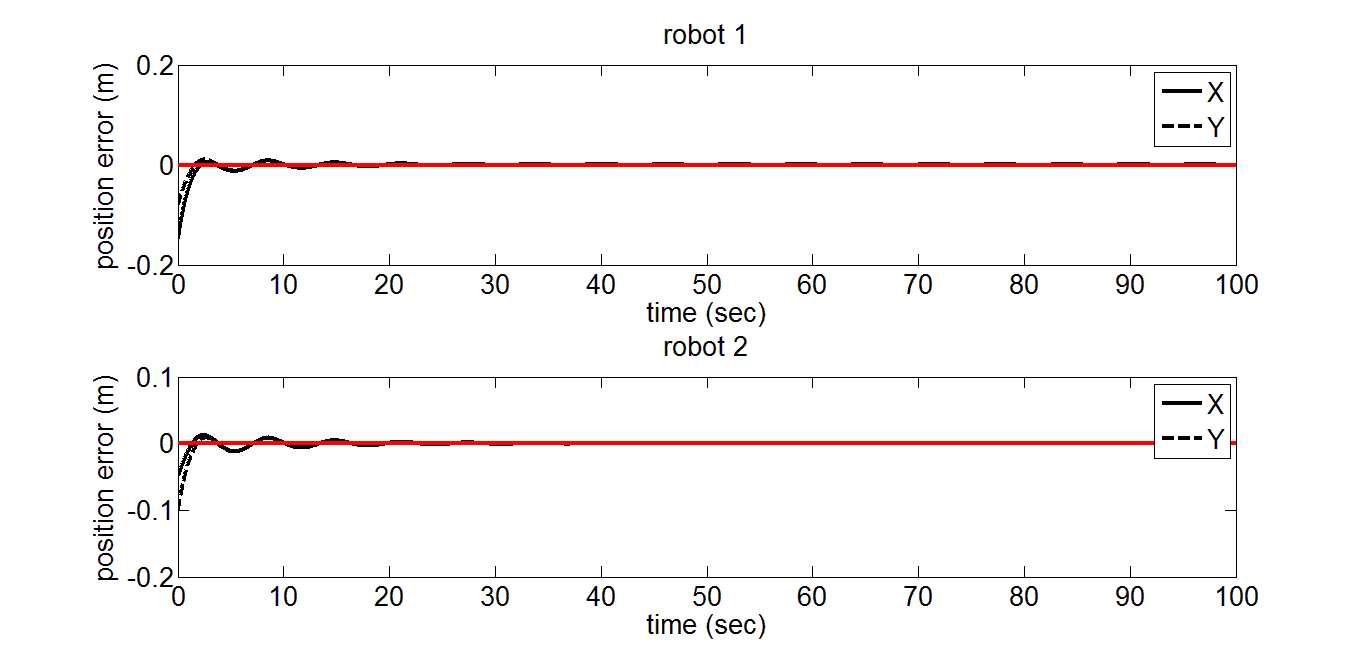 robot 1
position error (m)
0.2
0
-0.2
X
Y
0 10 20 30 40 50 60 70 80 90 100
time (sec)
robot 2
position error (m)
0.1
0
-0.1
-0.2
X
Y
0 10 20 30 40 50 60 70 80 90 100
time (sec)